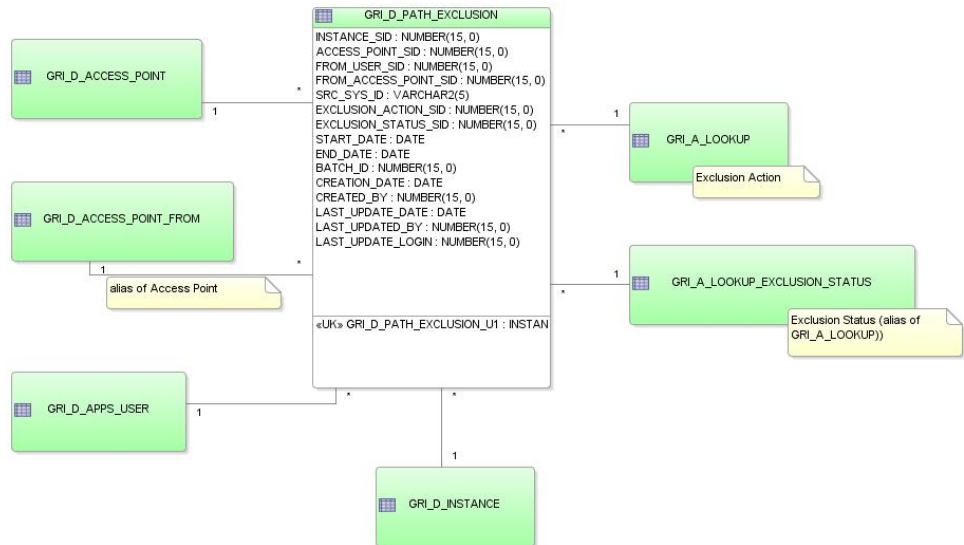 GRI_D_PATH_EXCLUSION
INSTANCE_SID : NUMBER(15, 0)
ACCESS_POINT_SID : NUMBER(15, 0)
FROM_USER_SID : NUMBER(15, 0)
FROM_ACCESS_POINT_SID : NUMBER(15, 0)
SRC_SYS_ID : VARCHAR2(5)
EXCLUSION_ACTION_SID : NUMBER(15, 0)
EXCLUSION_STATUS_SID : NUMBER(15, 0)
START_DATE : DATE
END_DATE : DATE
BATCH_ID : NUMBER(15, 0)
CREATION_DATE : DATE
CREATED_BY : NUMBER(15, 0)
LAST_UPDATE_DATE : DATE
LAST_UPDATED_BY : NUMBER(15, 0)
LAST_UPDATE_LOGIN : NUMBER(15, 0)
«UK» GRI_D_PATH_EXCLUSION_U1 : INSTAN
GRI_D_ACCESS_POINT
1
*
GRI_D_ACCESS_POINT_FROM
1
*
alias of Access Point
GRI_D_APPS_USER
1
*
GRI_D_INSTANCE
1
*
GRI_A_LOOKUP
1
*
Exclusion Action
GRI_A_LOOKUP_EXCLUSION_STATUS
1
*
Exclusion Status (alias of
GRI_A_LOOKUP))